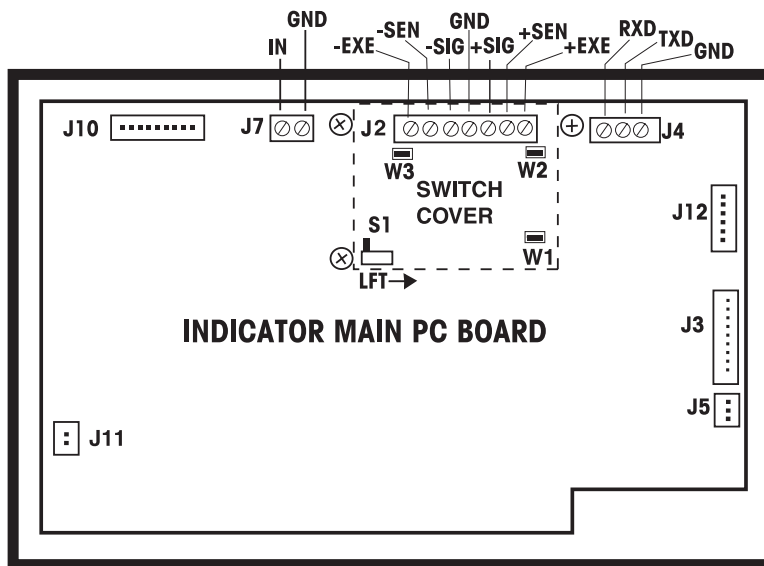 IN
GND
-EXE
-SEN
-SIG
GND
+SIG
+SEN
+EXE
RXD
TXD
GND
J10
J7
J2
J4
W3
W2
SWITCH
COVER
J12
S1
W1
LFT
INDICATOR MAIN PC BOARD
J3
J5
J11